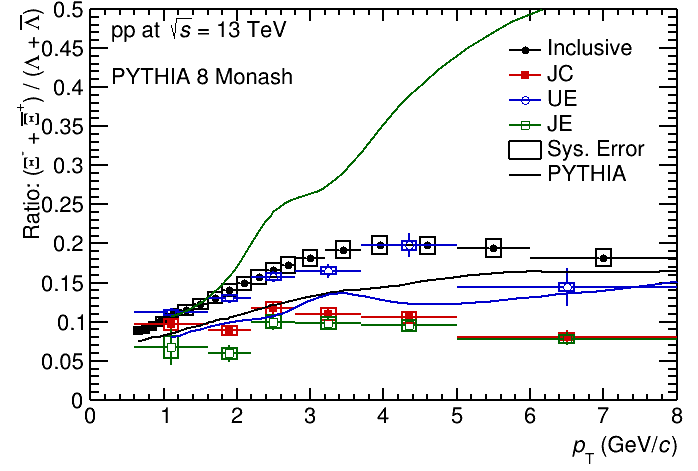 pp at √s = 13 TeV
PYTHIA 8 Monash
Inclusive
JC
UE
JE
Sys. Error
PYTHIA
Ratio: (Ξ⁻ + Ξ̅⁺) / (Λ + Λ̅)
0.5
0.45
0.4
0.35
0.3
0.25
0.2
0.15
0.1
0.05
0
0 1 2 3 4 5 6 7 8
p_T (GeV/c)